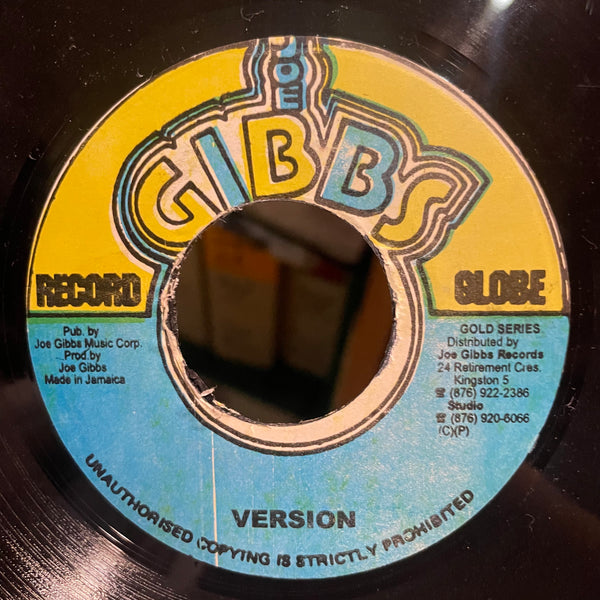 JOE
GIBBS
RECORD GLOBE
Pub. by
Joe Gibbs Music Corp.
Prod.by
Joe Gibbs
Made in Jamaica
GOLD SERIES
Distributed by
Joe Gibbs Records
24 Retirement Cres.
Kingston 5
☎ (876) 922-2386
Studio
☎ (876) 920-6066
(C)(P)
VERSION
UNAUTHORISED COPYING IS STRICTLY PROHIBITED